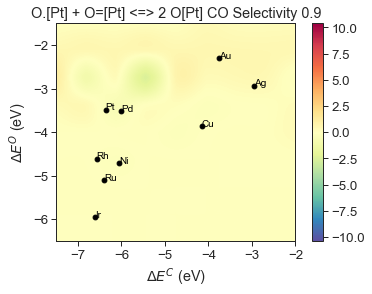 O.[Pt] + O=[Pt] <=> 2 O[Pt] CO Selectivity 0.9
ΔE^O (eV)
−2
−3
−4
−5
−6
Au
Ag
Pt
Pd
Cu
Rh
Ni
Ru
Ir
−7
−6
−5
−4
−3
−2
ΔE^C (eV)
10.0
7.5
5.0
2.5
0.0
−2.5
−5.0
−7.5
−10.0